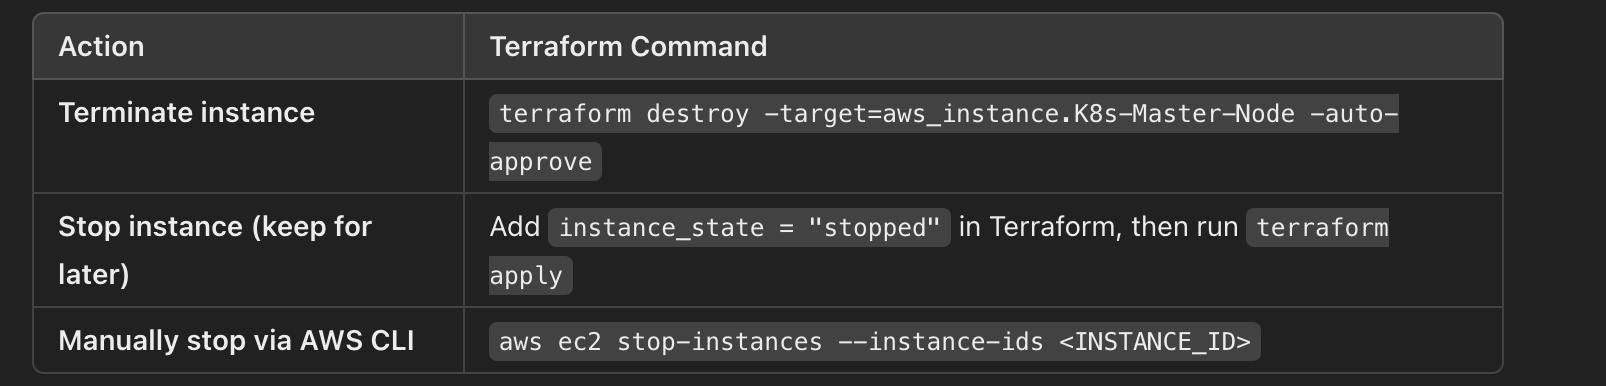 Action
Terraform Command
Terminate instance
terraform destroy -target=aws_instance.K8s-Master-Node -auto-
approve
Stop instance (keep for
later)
Add instance_state = "stopped" in Terraform, then run terraform
apply
Manually stop via AWS CLI
aws ec2 stop-instances --instance-ids <INSTANCE_ID>